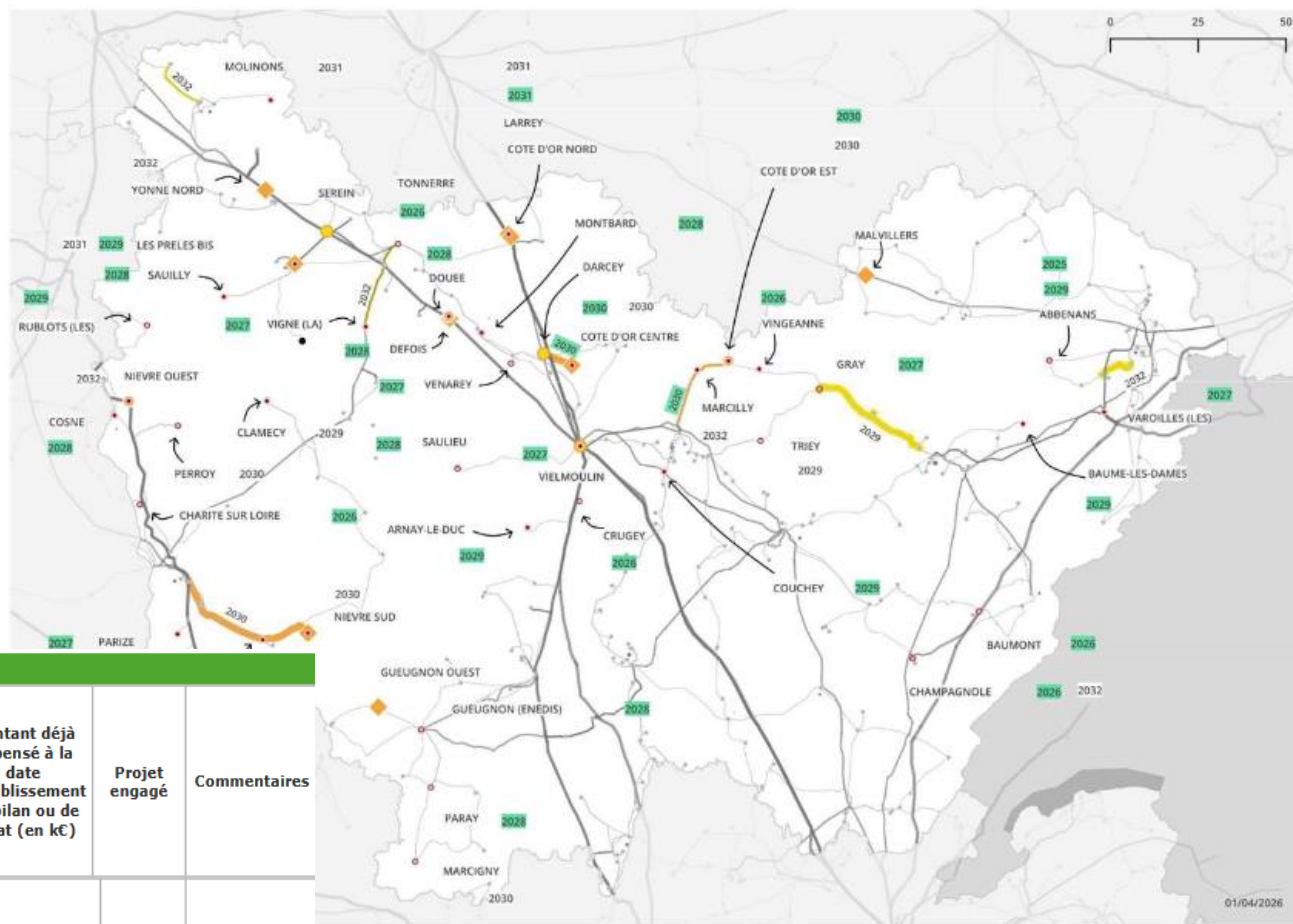 0 25 50
MOLINONS 2031
2031
2032
2031
2030
LARREY
2030
COTE D'OR NORD
2032
COTE D'OR EST
YONNE NORD
SEREIN
TONNERRE
2026
MONTBARD
2028
MALVILLERS
2031 2029 LES PRELES BIS
2028
DARCEY
2025
2028
SAUILLY
DOUEE
2029
2029
2032
2030 2030
2026
RUBLOTS (LES)
2027
VIGNE (LA)
VINGEANNE
ABBENANS
COTE D'OR CENTRE
DEFOIS
2030
2028
GRAY 2027
2032 NIEVRE OUEST
VENAREY
2032
2027
2030
MARCILLY
2027
COSNE
CLAMECY
VAROILLES (LES)
2029
2032
2029
2028
2028
SAULIEU
TRIEY
2027
PERROY
2030
2029
VIELMOULIN
BAUME-LES-DAMES
CHARITE SUR LOIRE
2026
ARNAY-LE-DUC
CRUGEY
2029
2029
2026
COUCHEY
2029
2030
2030
NIEVRE SUD
2027 PARIZE
BAUMONT 2026
GUEUGNON OUEST
CHAMPAGNOLE
2026 2032
GUEUGNON (ENEDIS)
2028
PARAY 2028
MARCIGNY
2030
01/04/2026
ntant déjà
pensé à la
date
blissement
bilan ou de
at (en k€)
Projet
engagé
Commentaires